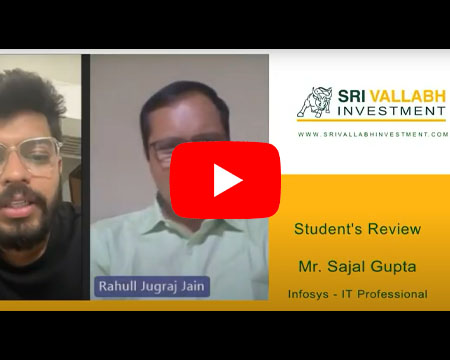 SRI VALLABH
INVESTMENT
WWW.SRIVALLABHINVESTMENT.COM
Rahull Jugraj Jain
Student's Review
Mr. Sajal Gupta
Infosys - IT Professional